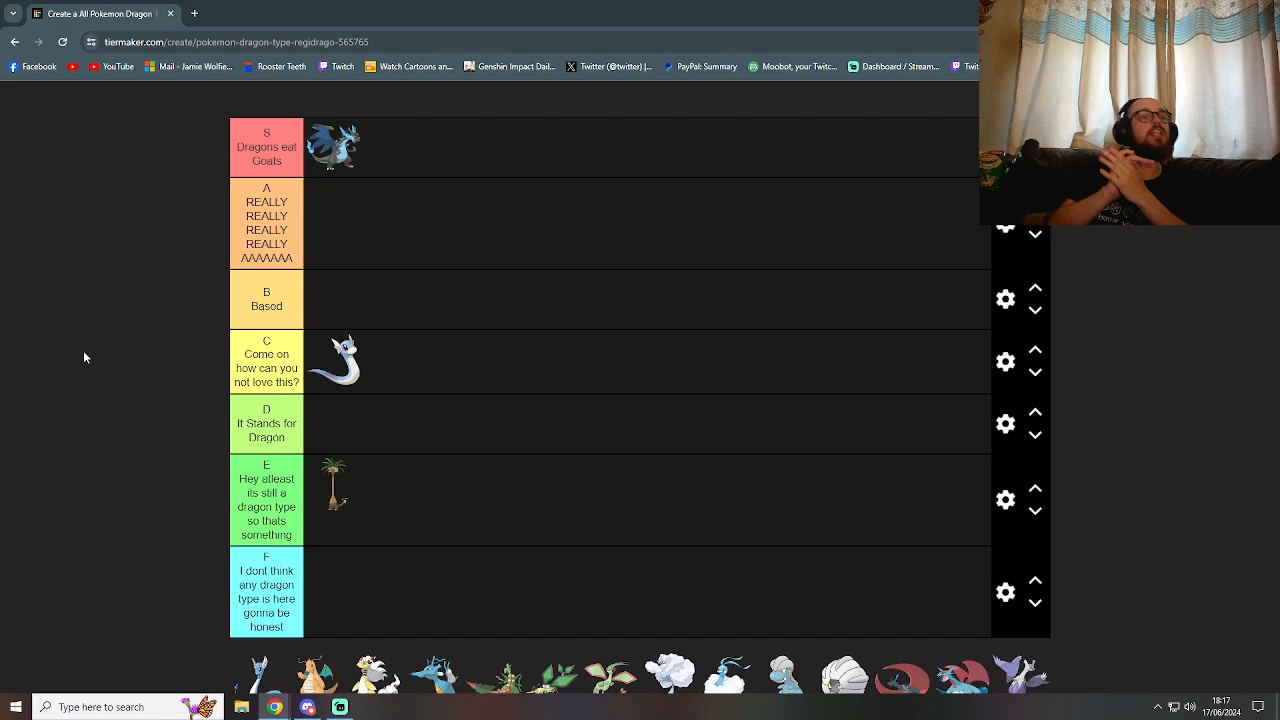 Create a All Pokemon Dragon T
tiermaker.com/create/pokemon-dragon-type-regidrago-565765
Facebook
YouTube
Mail - Jamie Wolfie...
Rooster Teeth
Twitch
Watch Cartoons an...
Genshin Impact Dail...
Twitter (@twitter) |...
PayPal Summary
Mods for your Twitc...
Dashboard / Stream...
Twit
S
Dragons eat
Goats
A
REALLY
REALLY
REALLY
REALLY
AAAAAAA
B
Based
C
Come on
how can you
not love this?
D
It Stands for
Dragon
E
Hey atleast
its still a
dragon type
so thats
something
F
I dont think
any dragon
type is here
gonna be
honest
Type here to search
18:17
17/06/2024